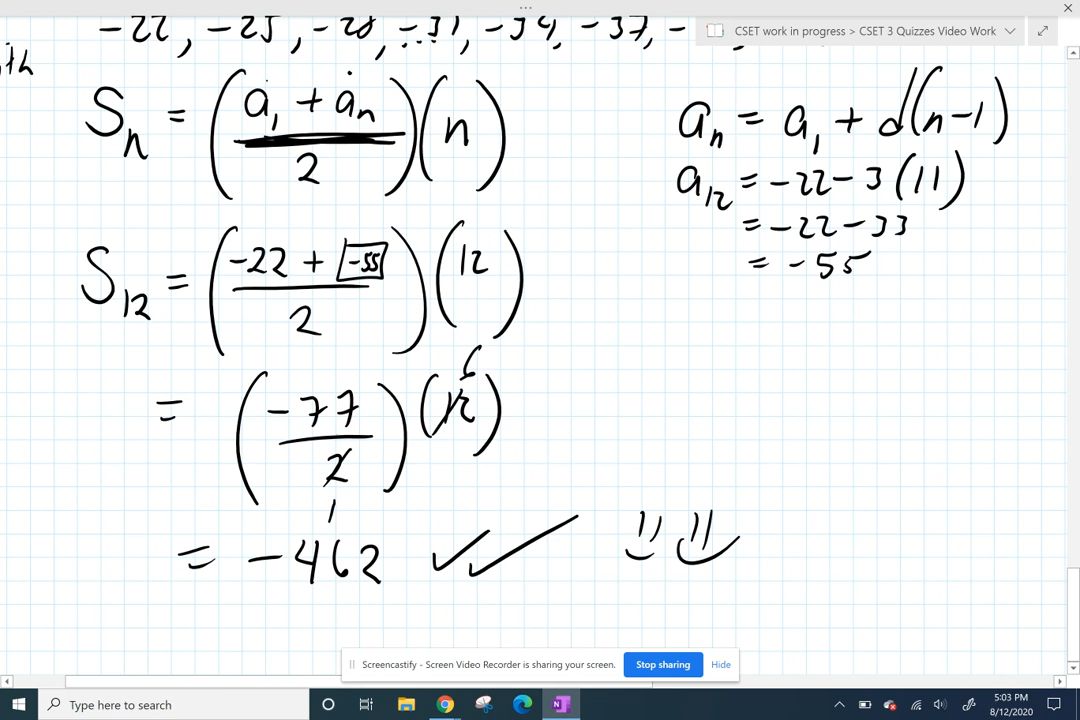 -22, -25, -28, -31, -34, -37, -
CSET work in progress > CSET 3 Quizzes Video Work
th
Sn = (a1 + an / 2)(n)
an = a1 + d(n-1)
a12 = -22 - 3(11)
= -22 - 33
= -55
S12 = (-22 + -55 / 2)(12)
= (-77 / 2)(12) 6
1
= -462 ✓✓
Screencastify - Screen Video Recorder is sharing your screen. Stop sharing Hide
Type here to search
5:03 PM
8/12/2020